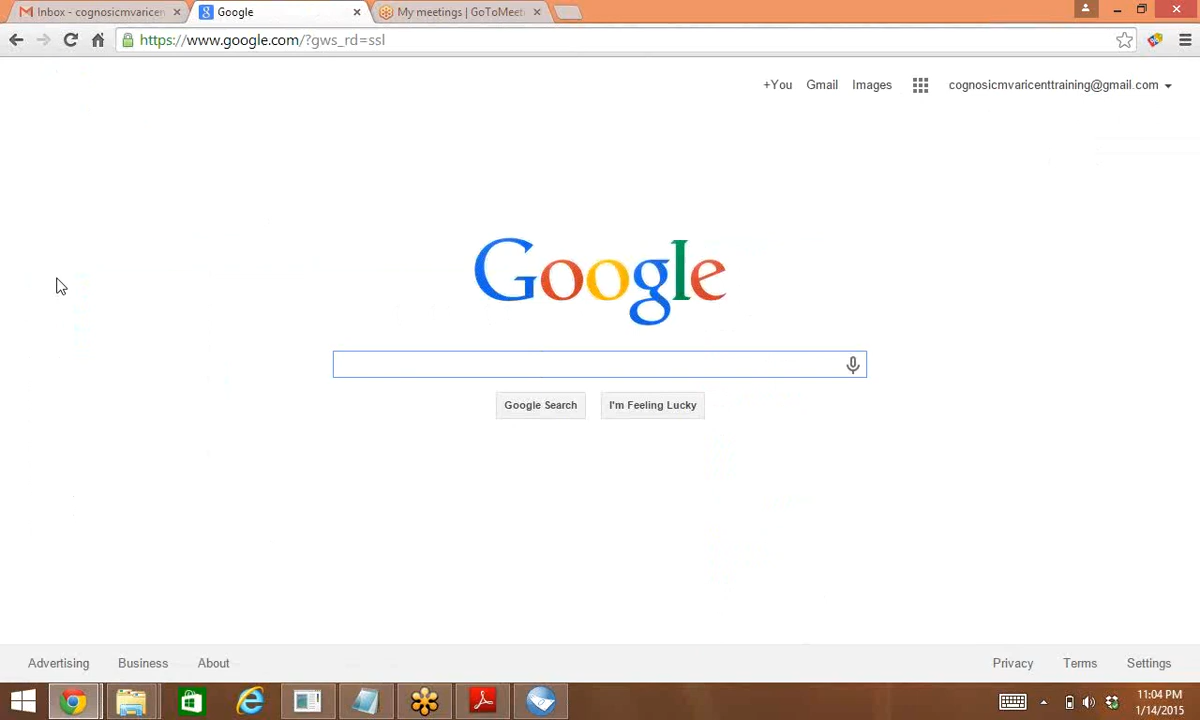 Inbox - cognosicmvaricen
Google
My meetings | GoToMeeti
https://www.google.com/?gws_rd=ssl
+You Gmail Images cognosicmvaricenttraining@gmail.com
Google
Google Search I'm Feeling Lucky
Advertising Business About Privacy Terms Settings
11:04 PM
1/14/2015